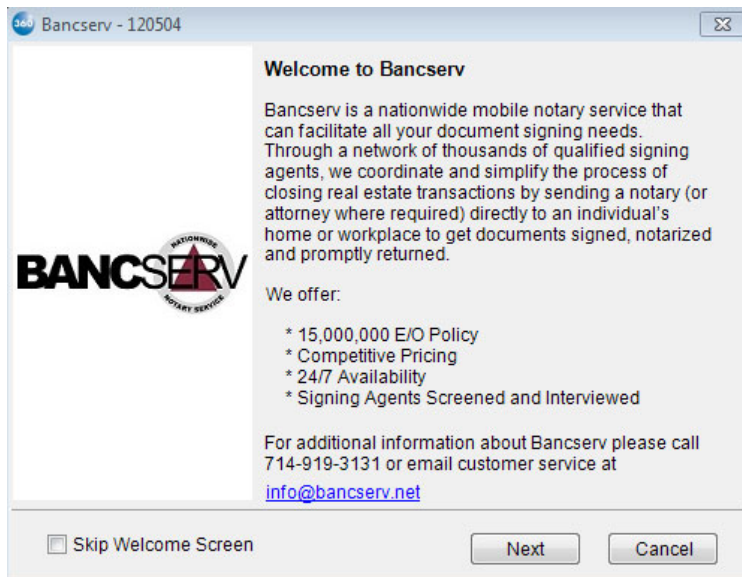 360 Bancserv - 120504
Welcome to Bancserv
Bancserv is a nationwide mobile notary service that
can facilitate all your document signing needs.
Through a network of thousands of qualified signing
agents, we coordinate and simplify the process of
closing real estate transactions by sending a notary (or
attorney where required) directly to an individual's
home or workplace to get documents signed, notarized
and promptly returned.
NATIONWIDE
BANCSERV
NOTARY SERVICE
We offer:
* 15,000,000 E/O Policy
* Competitive Pricing
* 24/7 Availability
* Signing Agents Screened and Interviewed
For additional information about Bancserv please call
714-919-3131 or email customer service at
info@bancserv.net
Skip Welcome Screen
Next
Cancel